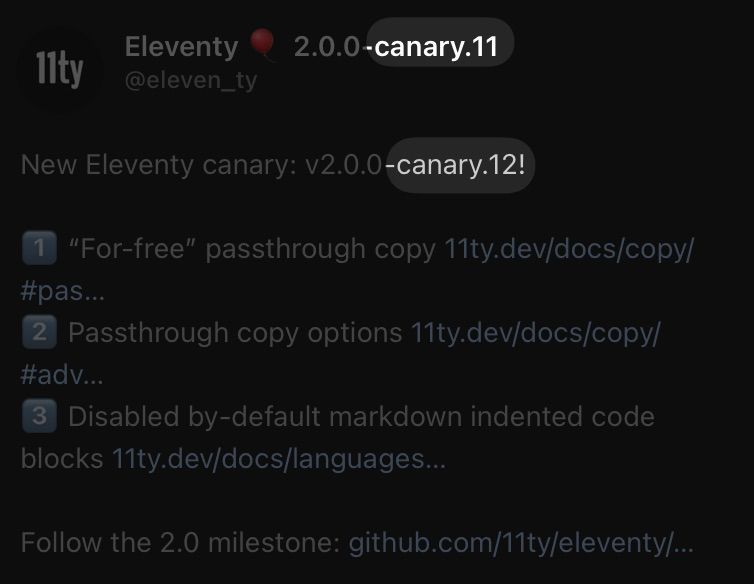 11ty
Eleventy 🎈 2.0.0-canary.11
@eleven_ty
New Eleventy canary: v2.0.0-canary.12!
1️⃣ “For-free” passthrough copy 11ty.dev/docs/copy/
#pas…
2️⃣ Passthrough copy options 11ty.dev/docs/copy/
#adv…
3️⃣ Disabled by-default markdown indented code
blocks 11ty.dev/docs/languages…
Follow the 2.0 milestone: github.com/11ty/eleventy/…